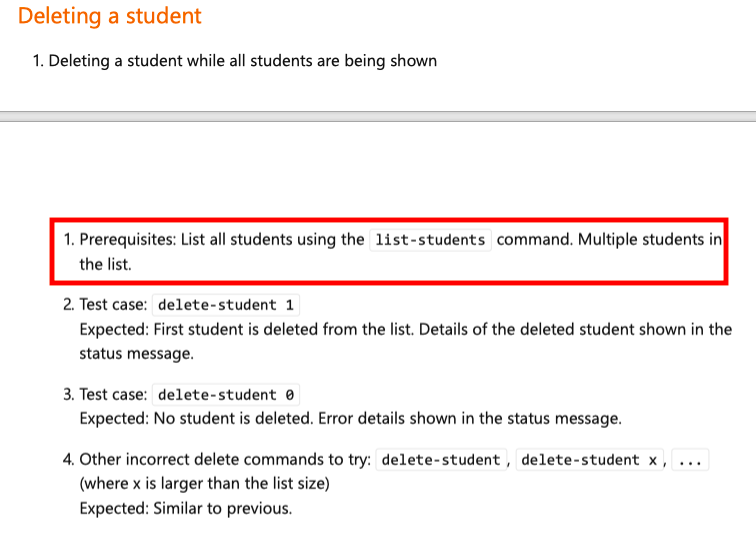 Deleting a student
1. Deleting a student while all students are being shown
1. Prerequisites: List all students using the list-students command. Multiple students in
the list.
2. Test case: delete-student 1
Expected: First student is deleted from the list. Details of the deleted student shown in the
status message.
3. Test case: delete-student 0
Expected: No student is deleted. Error details shown in the status message.
4. Other incorrect delete commands to try: delete-student , delete-student x , ...
(where x is larger than the list size)
Expected: Similar to previous.